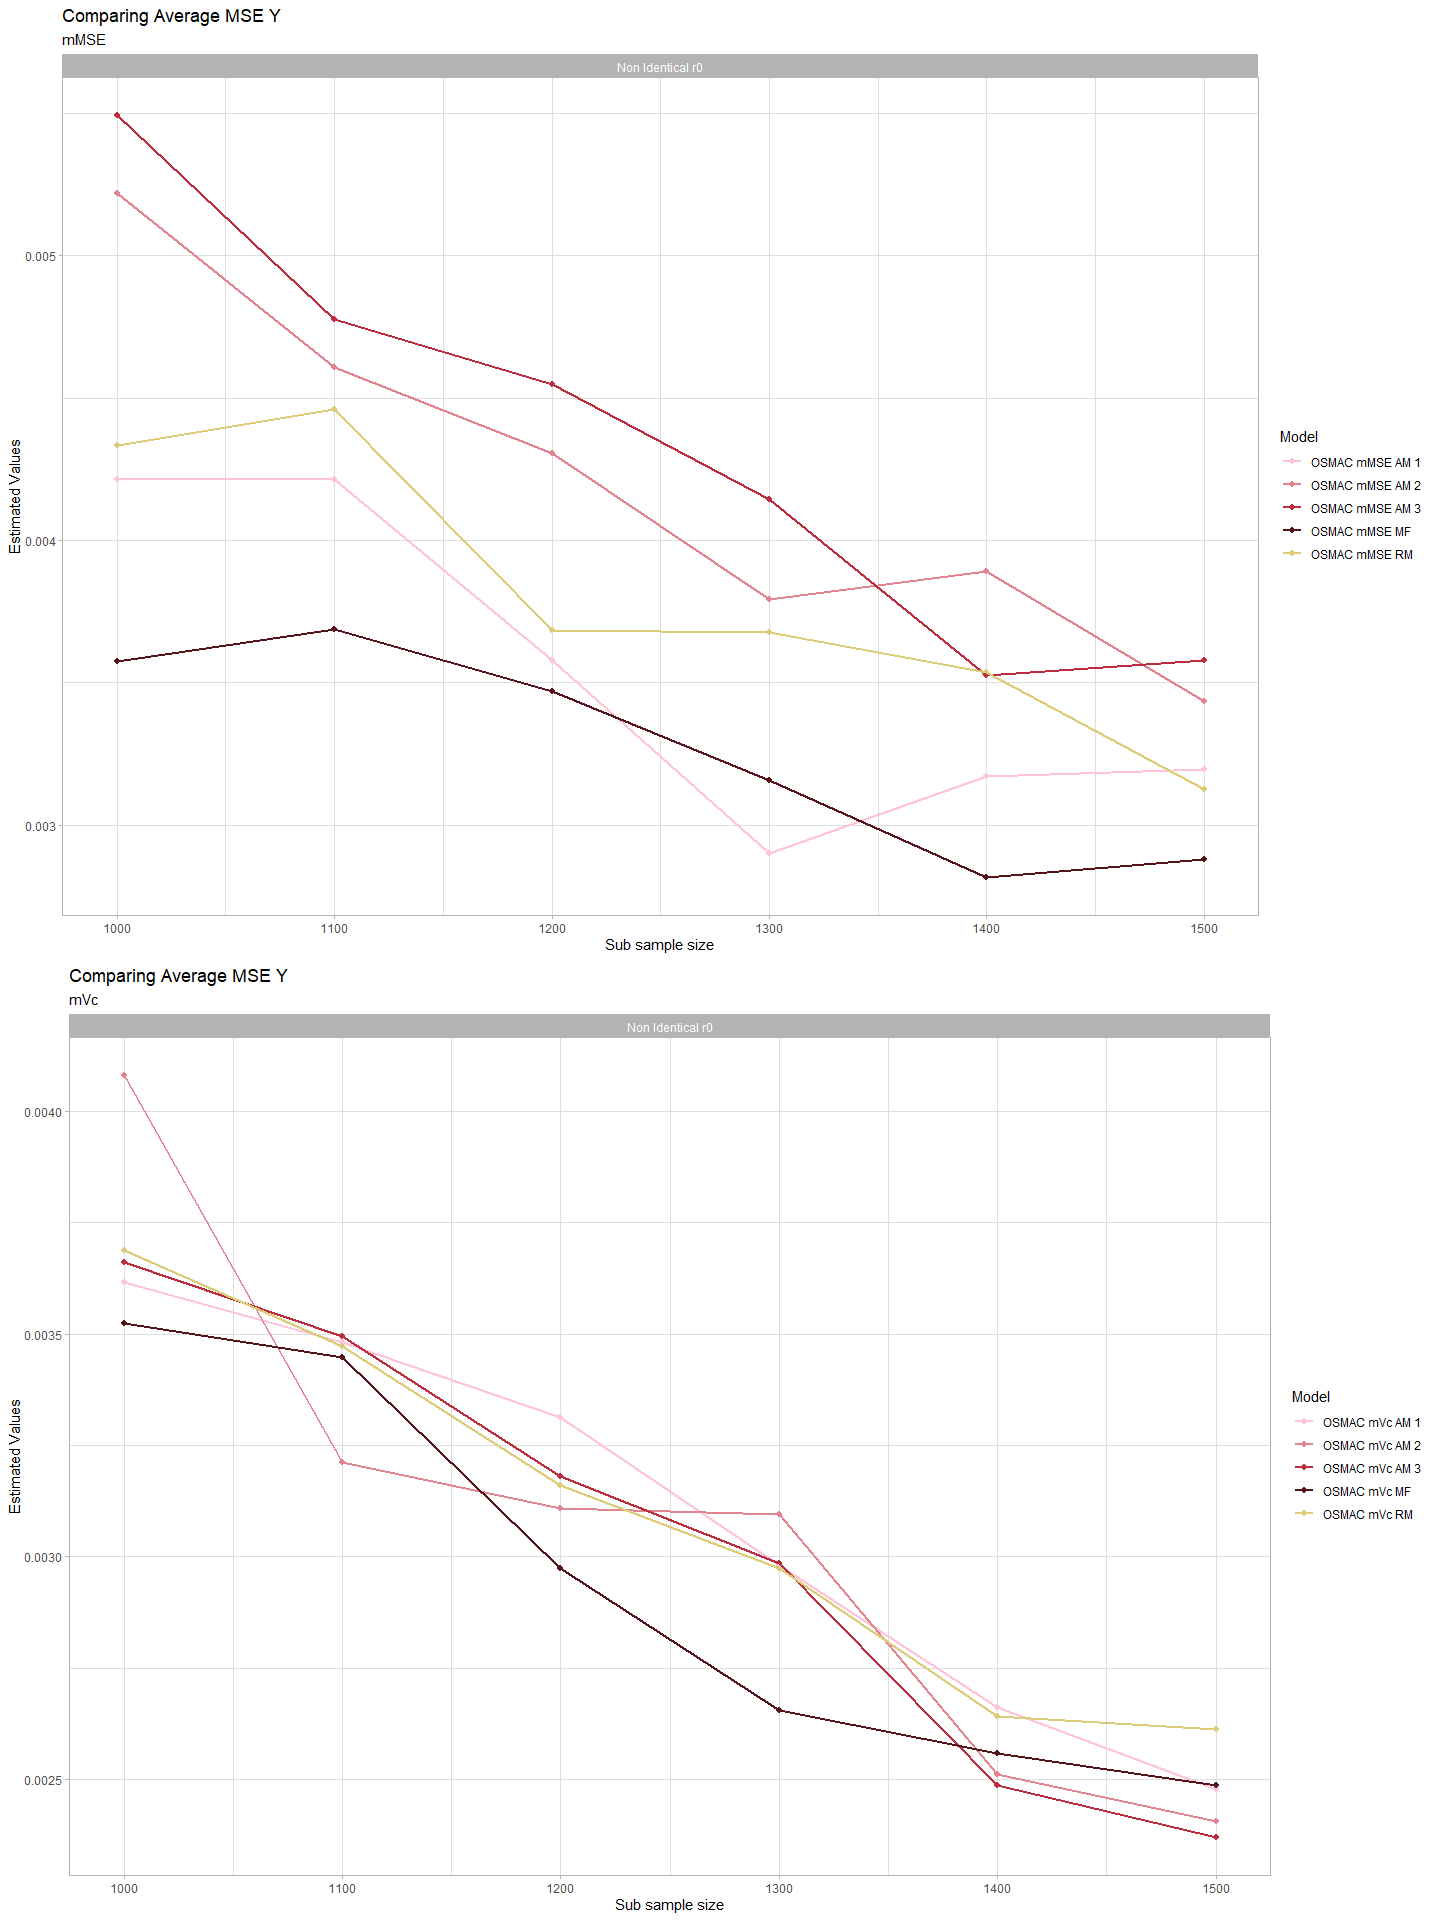 Comparing Average MSE Y
mMSE
Non Identical r0
Estimated Values
0.005
0.004
0.003
1000 1100 1200 1300 1400 1500
Sub sample size
Model
OSMAC mMSE AM 1
OSMAC mMSE AM 2
OSMAC mMSE AM 3
OSMAC mMSE MF
OSMAC mMSE RM
Comparing Average MSE Y
mVc
Non Identical r0
Estimated Values
0.0040
0.0035
0.0030
0.0025
1000 1100 1200 1300 1400 1500
Sub sample size
Model
OSMAC mVc AM 1
OSMAC mVc AM 2
OSMAC mVc AM 3
OSMAC mVc MF
OSMAC mVc RM